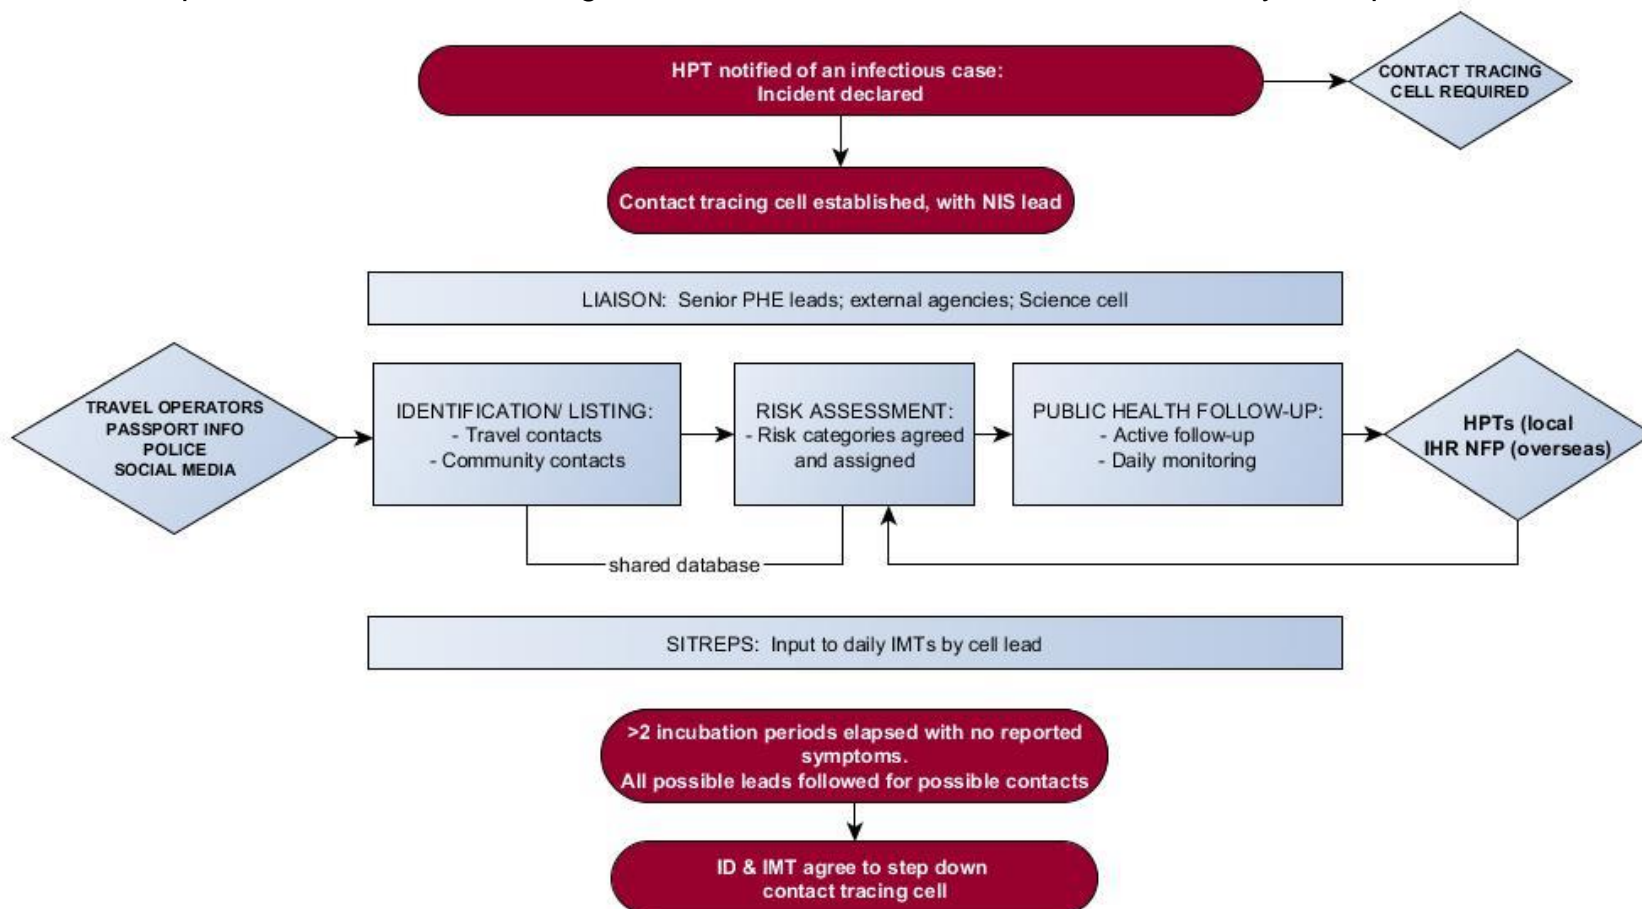 HPT notified of an infectious case:
Incident declared
CONTACT TRACING
CELL REQUIRED
Contact tracing cell established, with NIS lead
LIAISON: Senior PHE leads; external agencies; Science cell
TRAVEL OPERATORS
PASSPORT INFO
POLICE
SOCIAL MEDIA
IDENTIFICATION/ LISTING:
- Travel contacts
- Community contacts
RISK ASSESSMENT:
- Risk categories agreed
and assigned
PUBLIC HEALTH FOLLOW-UP:
- Active follow-up
- Daily monitoring
HPTs (local
IHR NFP (overseas)
shared database
SITREPS: Input to daily IMTs by cell lead
>2 incubation periods elapsed with no reported
symptoms.
All possible leads followed for possible contacts
ID & IMT agree to step down
contact tracing cell